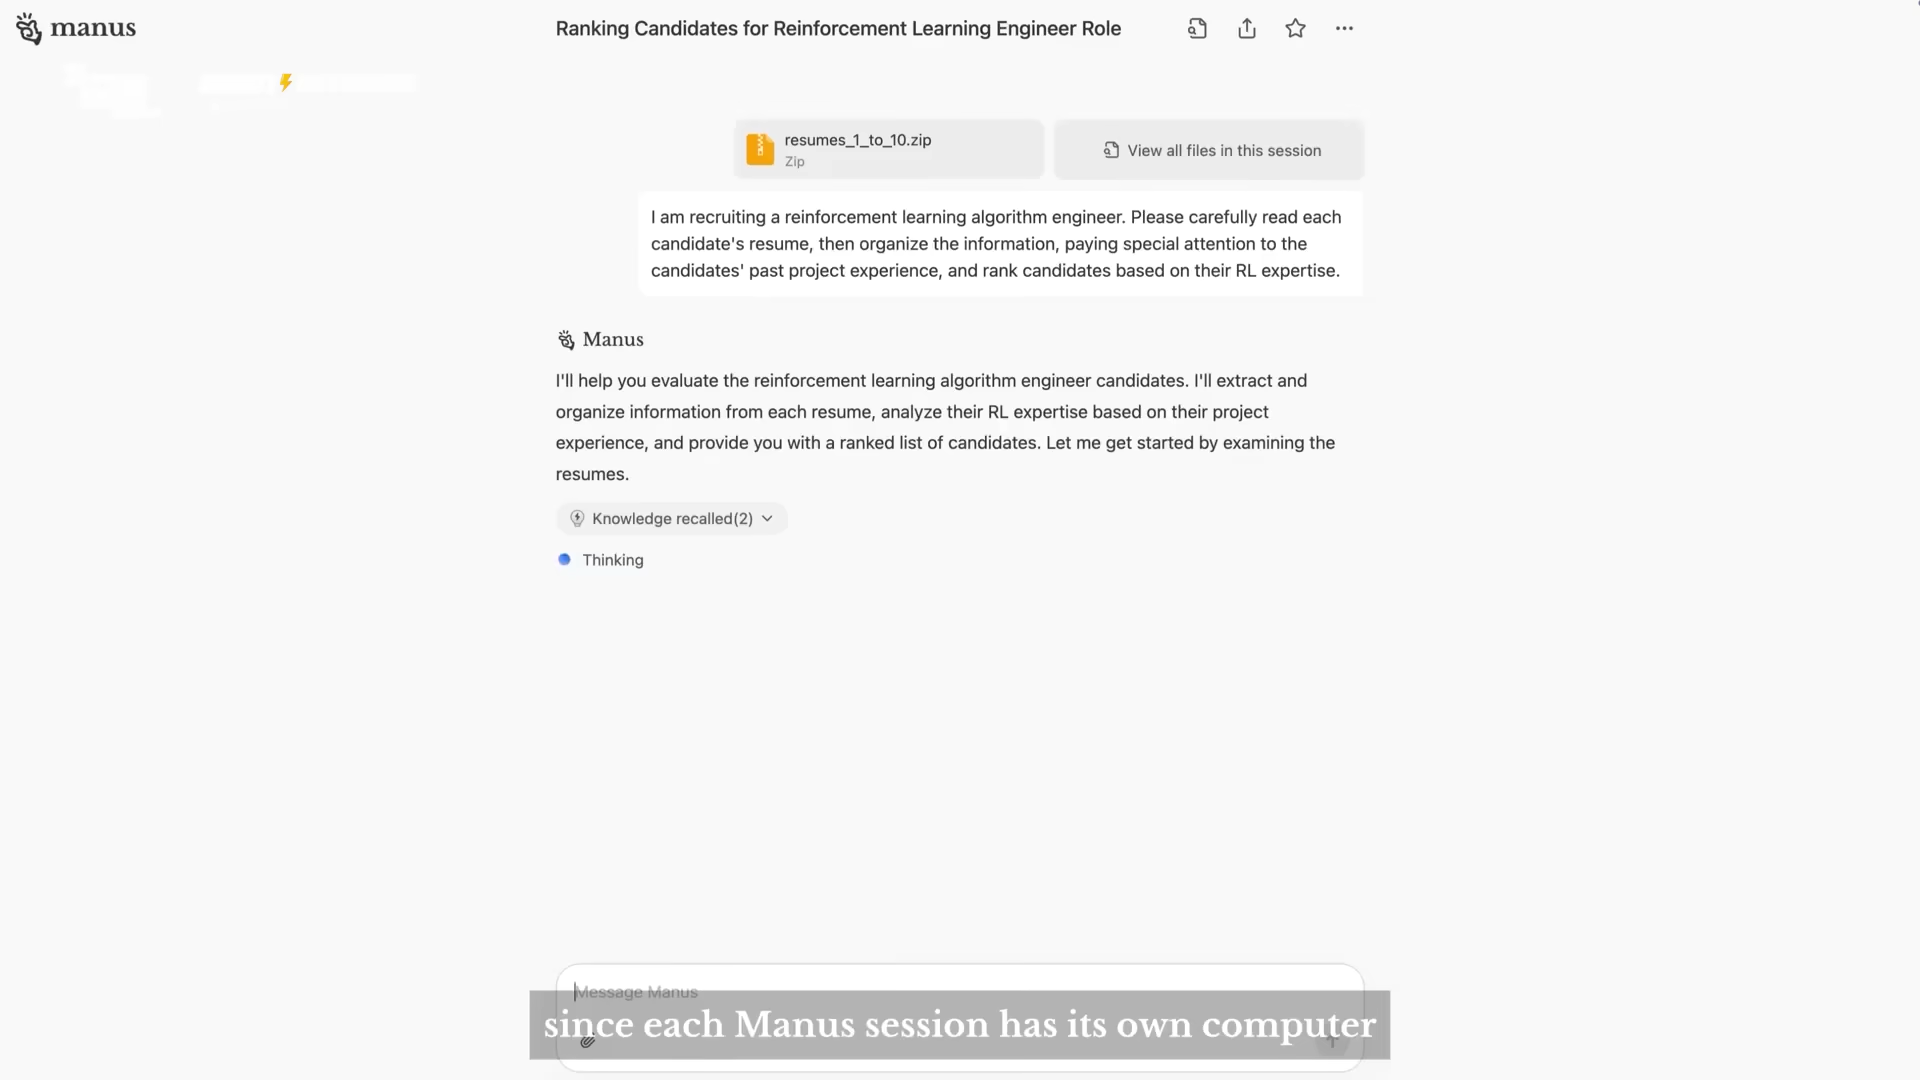 manus
Ranking Candidates for Reinforcement Learning Engineer Role
resumes_1_to_10.zip
Zip
View all files in this session
I am recruiting a reinforcement learning algorithm engineer. Please carefully read each
candidate's resume, then organize the information, paying special attention to the
candidates' past project experience, and rank candidates based on their RL expertise.
Manus
I'll help you evaluate the reinforcement learning algorithm engineer candidates. I'll extract and
organize information from each resume, analyze their RL expertise based on their project
experience, and provide you with a ranked list of candidates. Let me get started by examining the
resumes.
Knowledge recalled(2)
Thinking
Message Manus
since each Manus session has its own computer